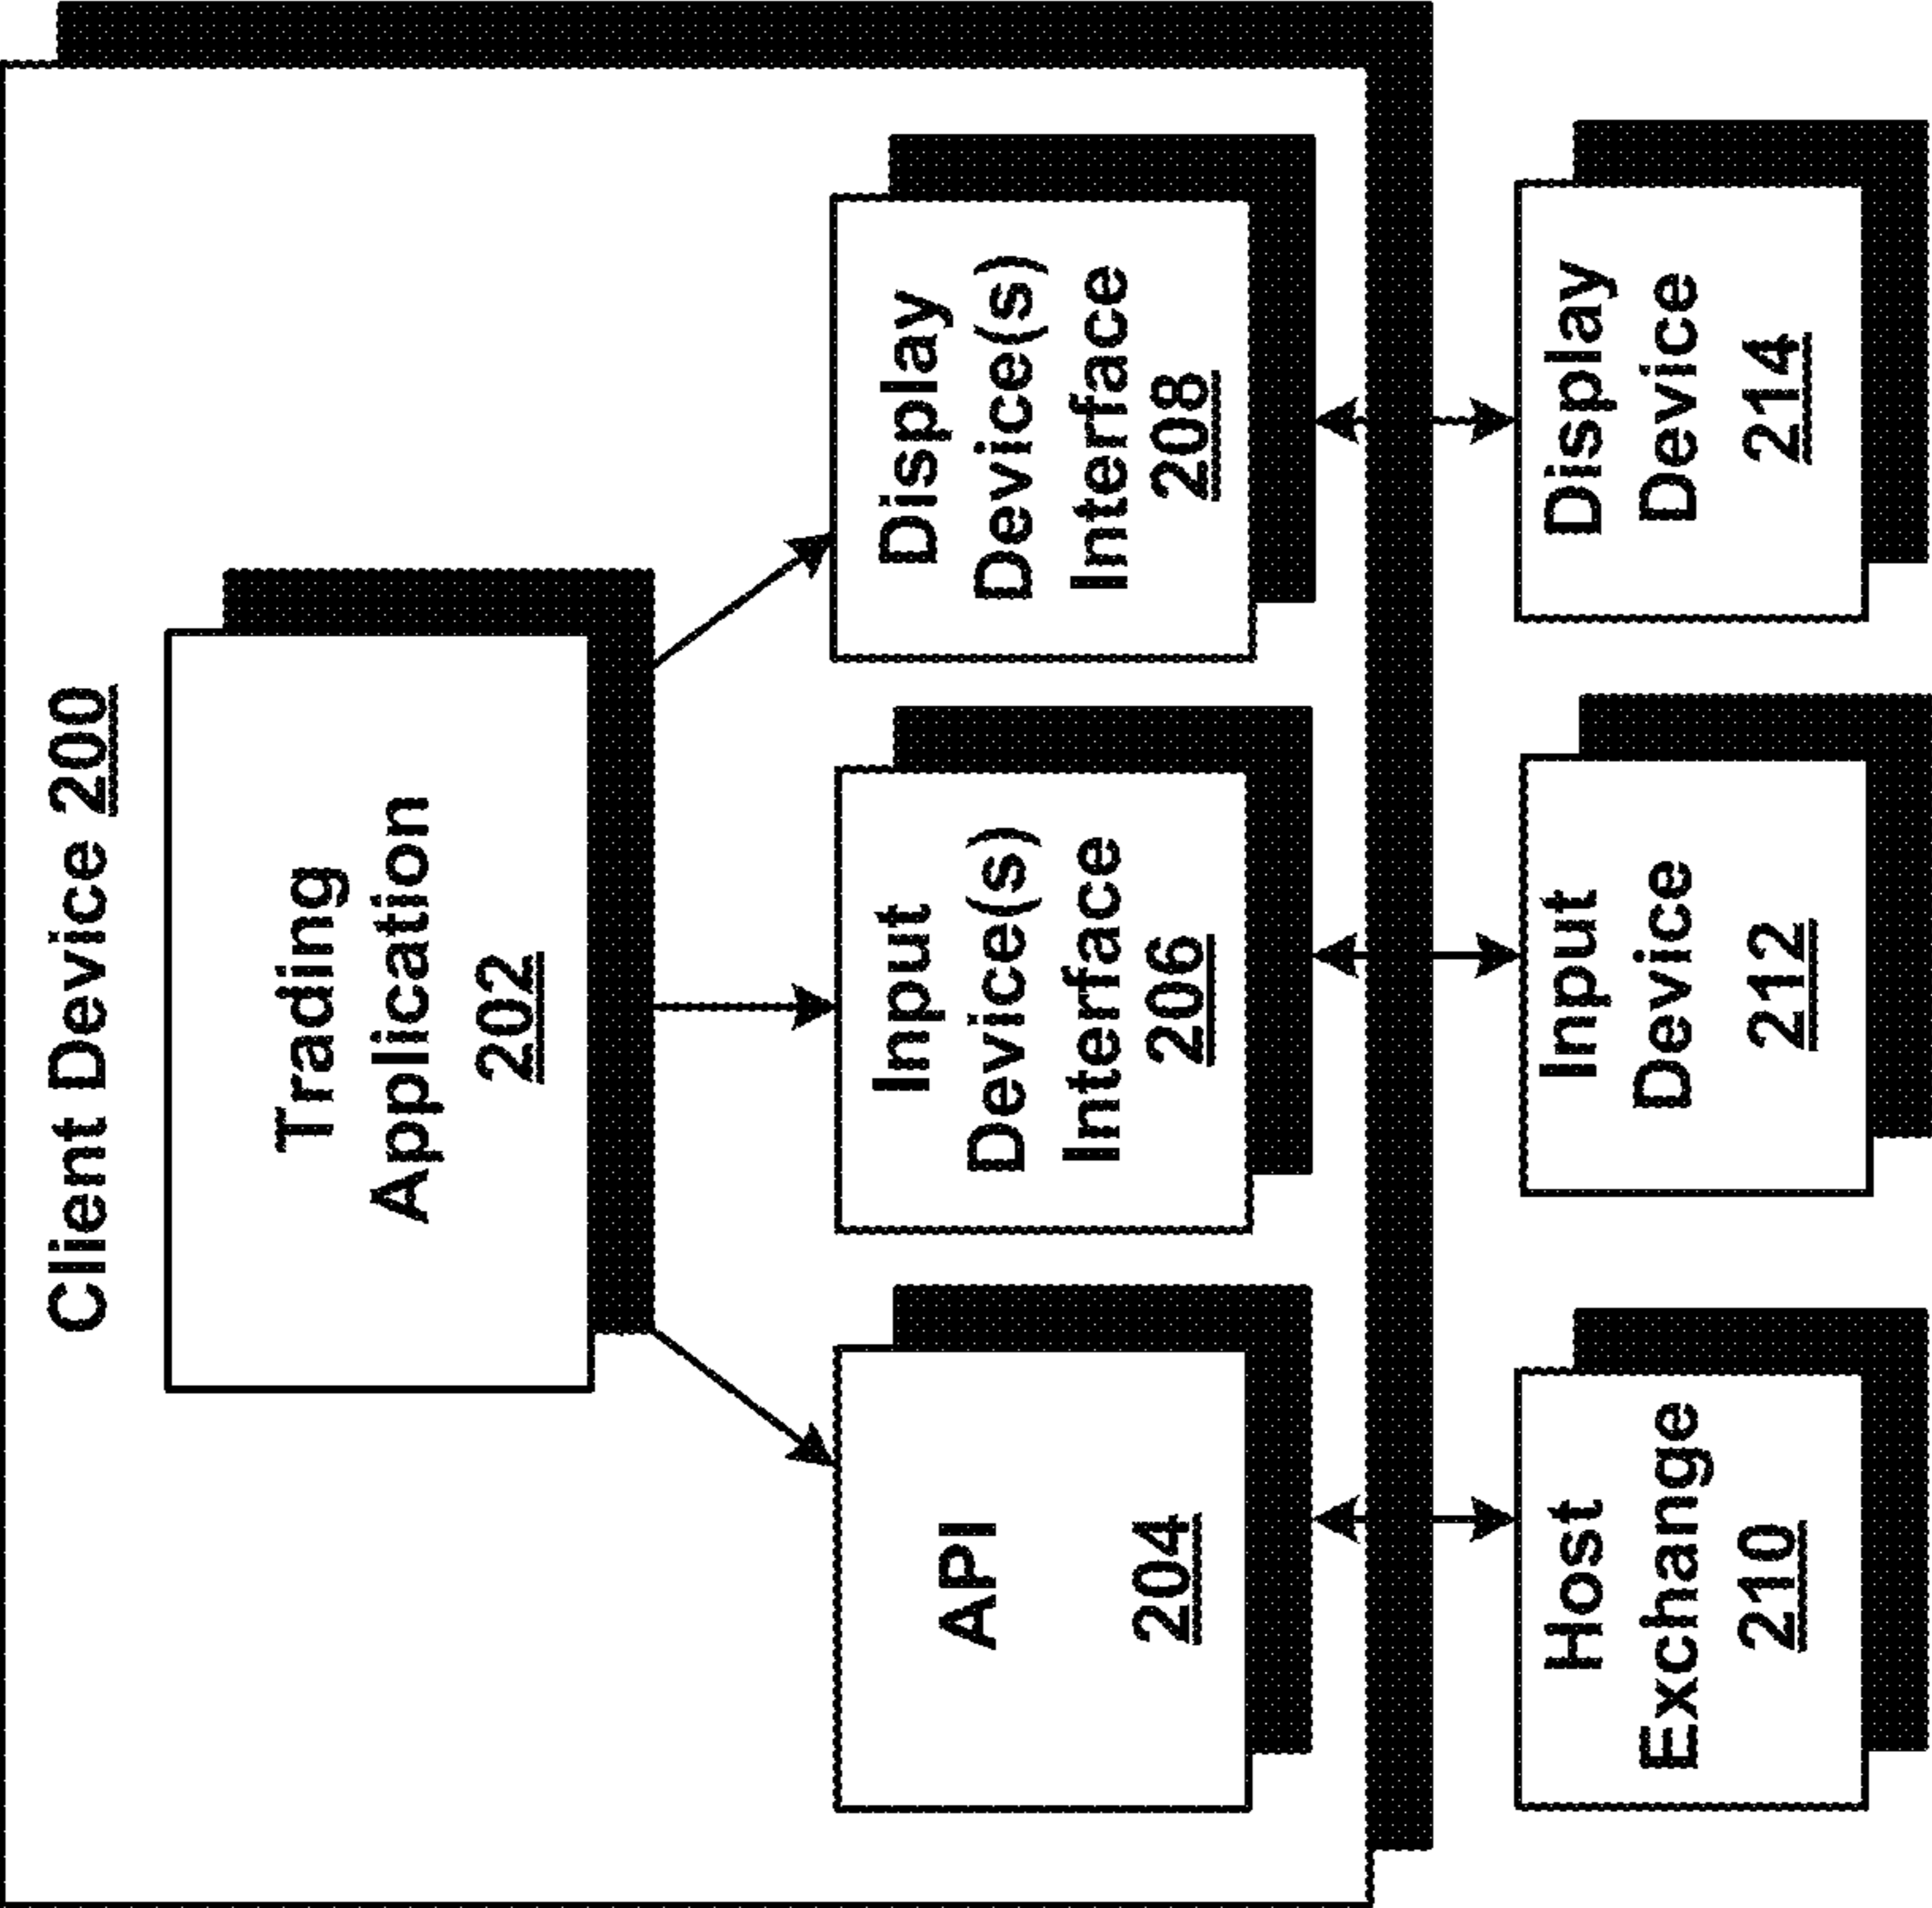 Client Device 200
Trading
Application
202
API
204
Input
Device(s)
Interface
206
Display
Device(s)
Interface
208
Host
Exchange
210
Input
Device
212
Display
Device
214